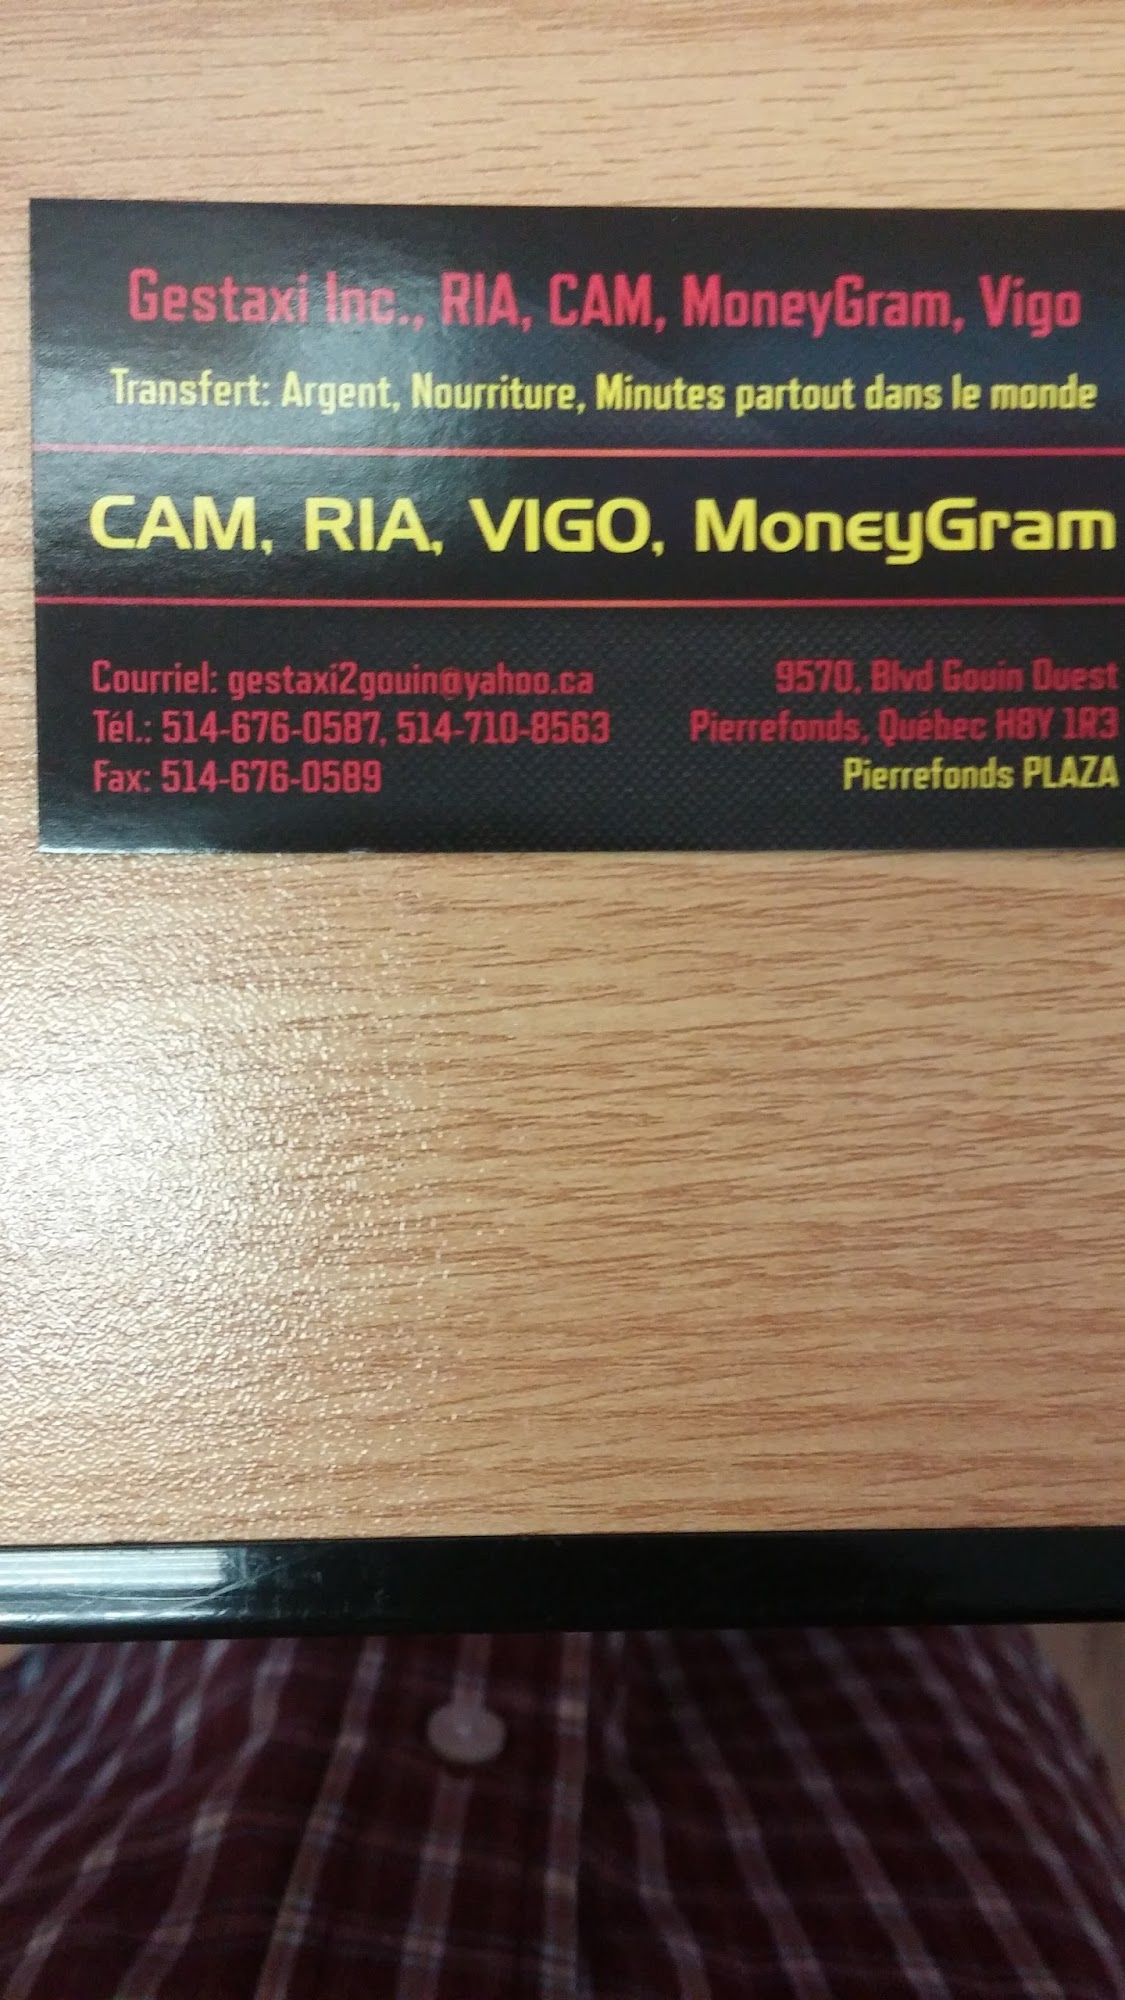 Gestaxi Inc., RIA, CAM, MoneyGram, Vigo
Transfert: Argent, Nourriture, Minutes partout dans le monde
CAM, RIA, VIGO, MoneyGram
Courriel: gestaxi2gouin@yahoo.ca
Tél.: 514-676-0587, 514-710-8563
Fax: 514-676-0589
9570, Blvd Gouin Ouest
Pierrefonds, Québec H8Y 1R3
Pierrefonds PLAZA